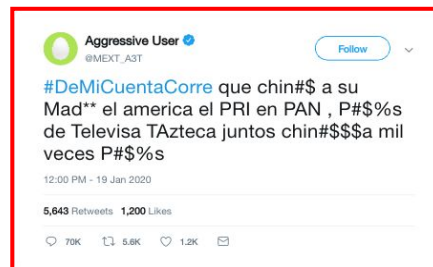 Aggressive User
@MEXT_A3T
Follow
#DeMiCuentaCorre que chin#$ a su
Mad** el america el PRI en PAN , P#$%s
de Televisa TAzteca juntos chin#$$$a mil
veces P#$%s
12:00 PM - 19 Jan 2020
5,643 Retweets 1,200 Likes
70K 5.6K 1.2K